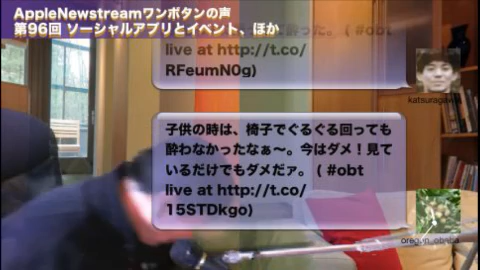 AppleNewstreamワンボタンの声
第96回 ソーシャルアプリとイベント、ほか
酔った。 ( #obt
live at http://t.co/
RFeumN0g)
katsuragawa
子供の時は、椅子でぐるぐる回っても
酔わなかったなぁ〜。今はダメ！見て
いるだけでもダメだァ。 ( #obt
live at http://t.co/
15STDkgo)